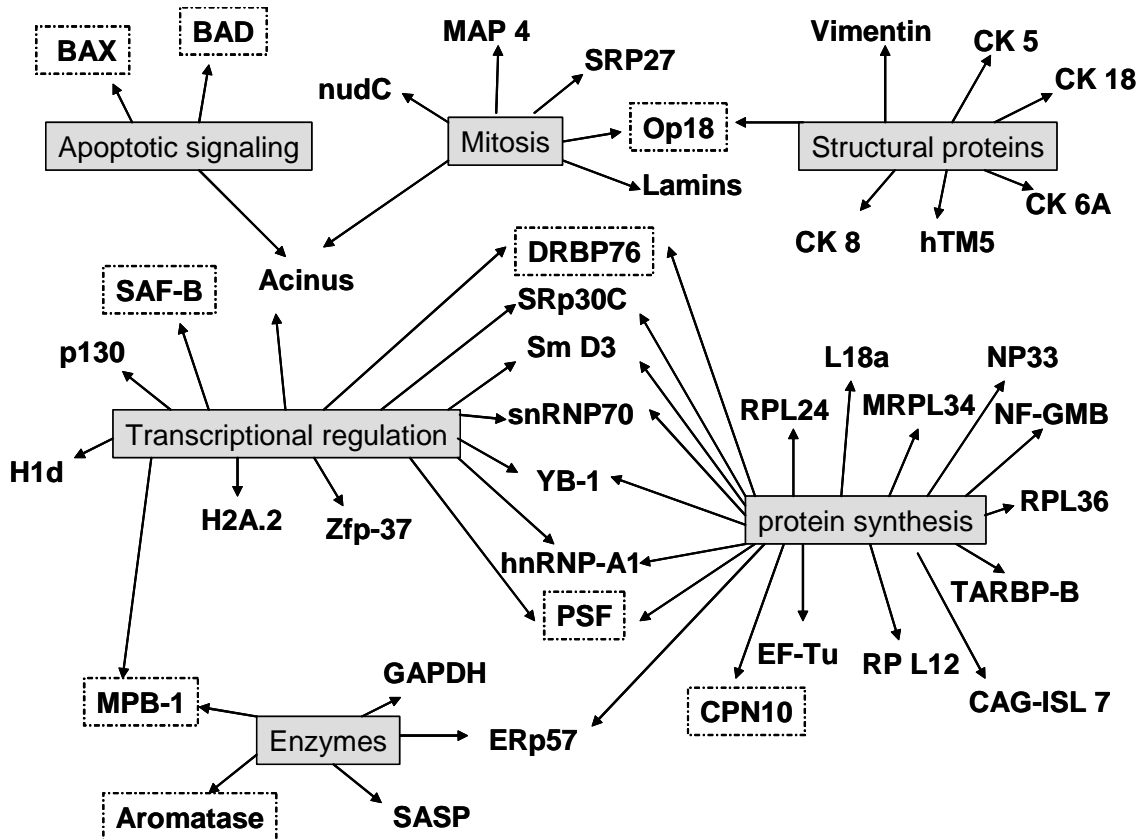 BAX
BAD
MAP 4
SRP27
nudC
Vimentin
CK 5
CK 18
Apoptotic signaling
Mitosis
Op18
Structural proteins
Lamins
CK 6A
CK 8
hTM5
Acinus
SAF-B
DRBP76
SRp30C
p130
Sm D3
L18a
NP33
snRNP70
RPL24
MRPL34
NF-GMB
Transcriptional regulation
H1d
YB-1
RPL36
H2A.2
Zfp-37
protein synthesis
hnRNP-A1
TARBP-B
PSF
EF-Tu
RP L12
CAG-ISL 7
GAPDH
MPB-1
CPN10
Enzymes
ERp57
Aromatase
SASP